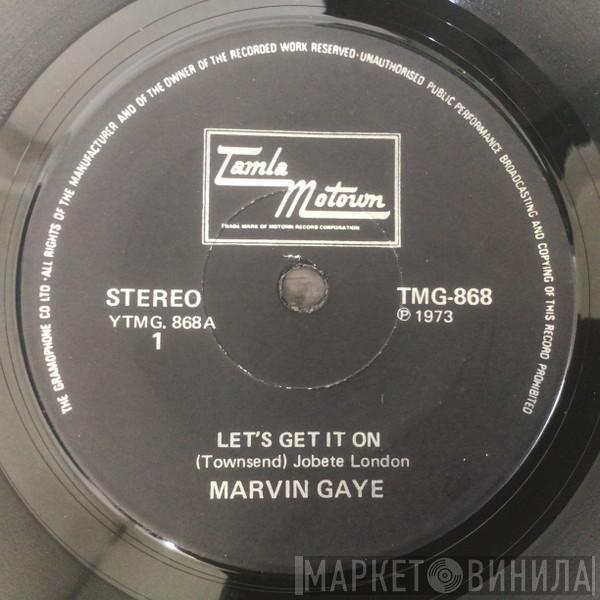 THE GRAMOPHONE CO LTD · ALL RIGHTS OF THE MANUFACTURER AND OF THE OWNER OF THE RECORDED WORK RESERVED · UNAUTHORISED PUBLIC PERFORMANCE BROADCASTING AND COPYING OF THIS RECORD PROHIBITED
Tamla
Motown
TRADE MARK OF MOTOWN RECORD CORPORATION
STEREO
YTMG. 868A
1
TMG-868
℗ 1973
LET'S GET IT ON
(Townsend) Jobete London
MARVIN GAYE
МАРКЕТ ВИНИЛА